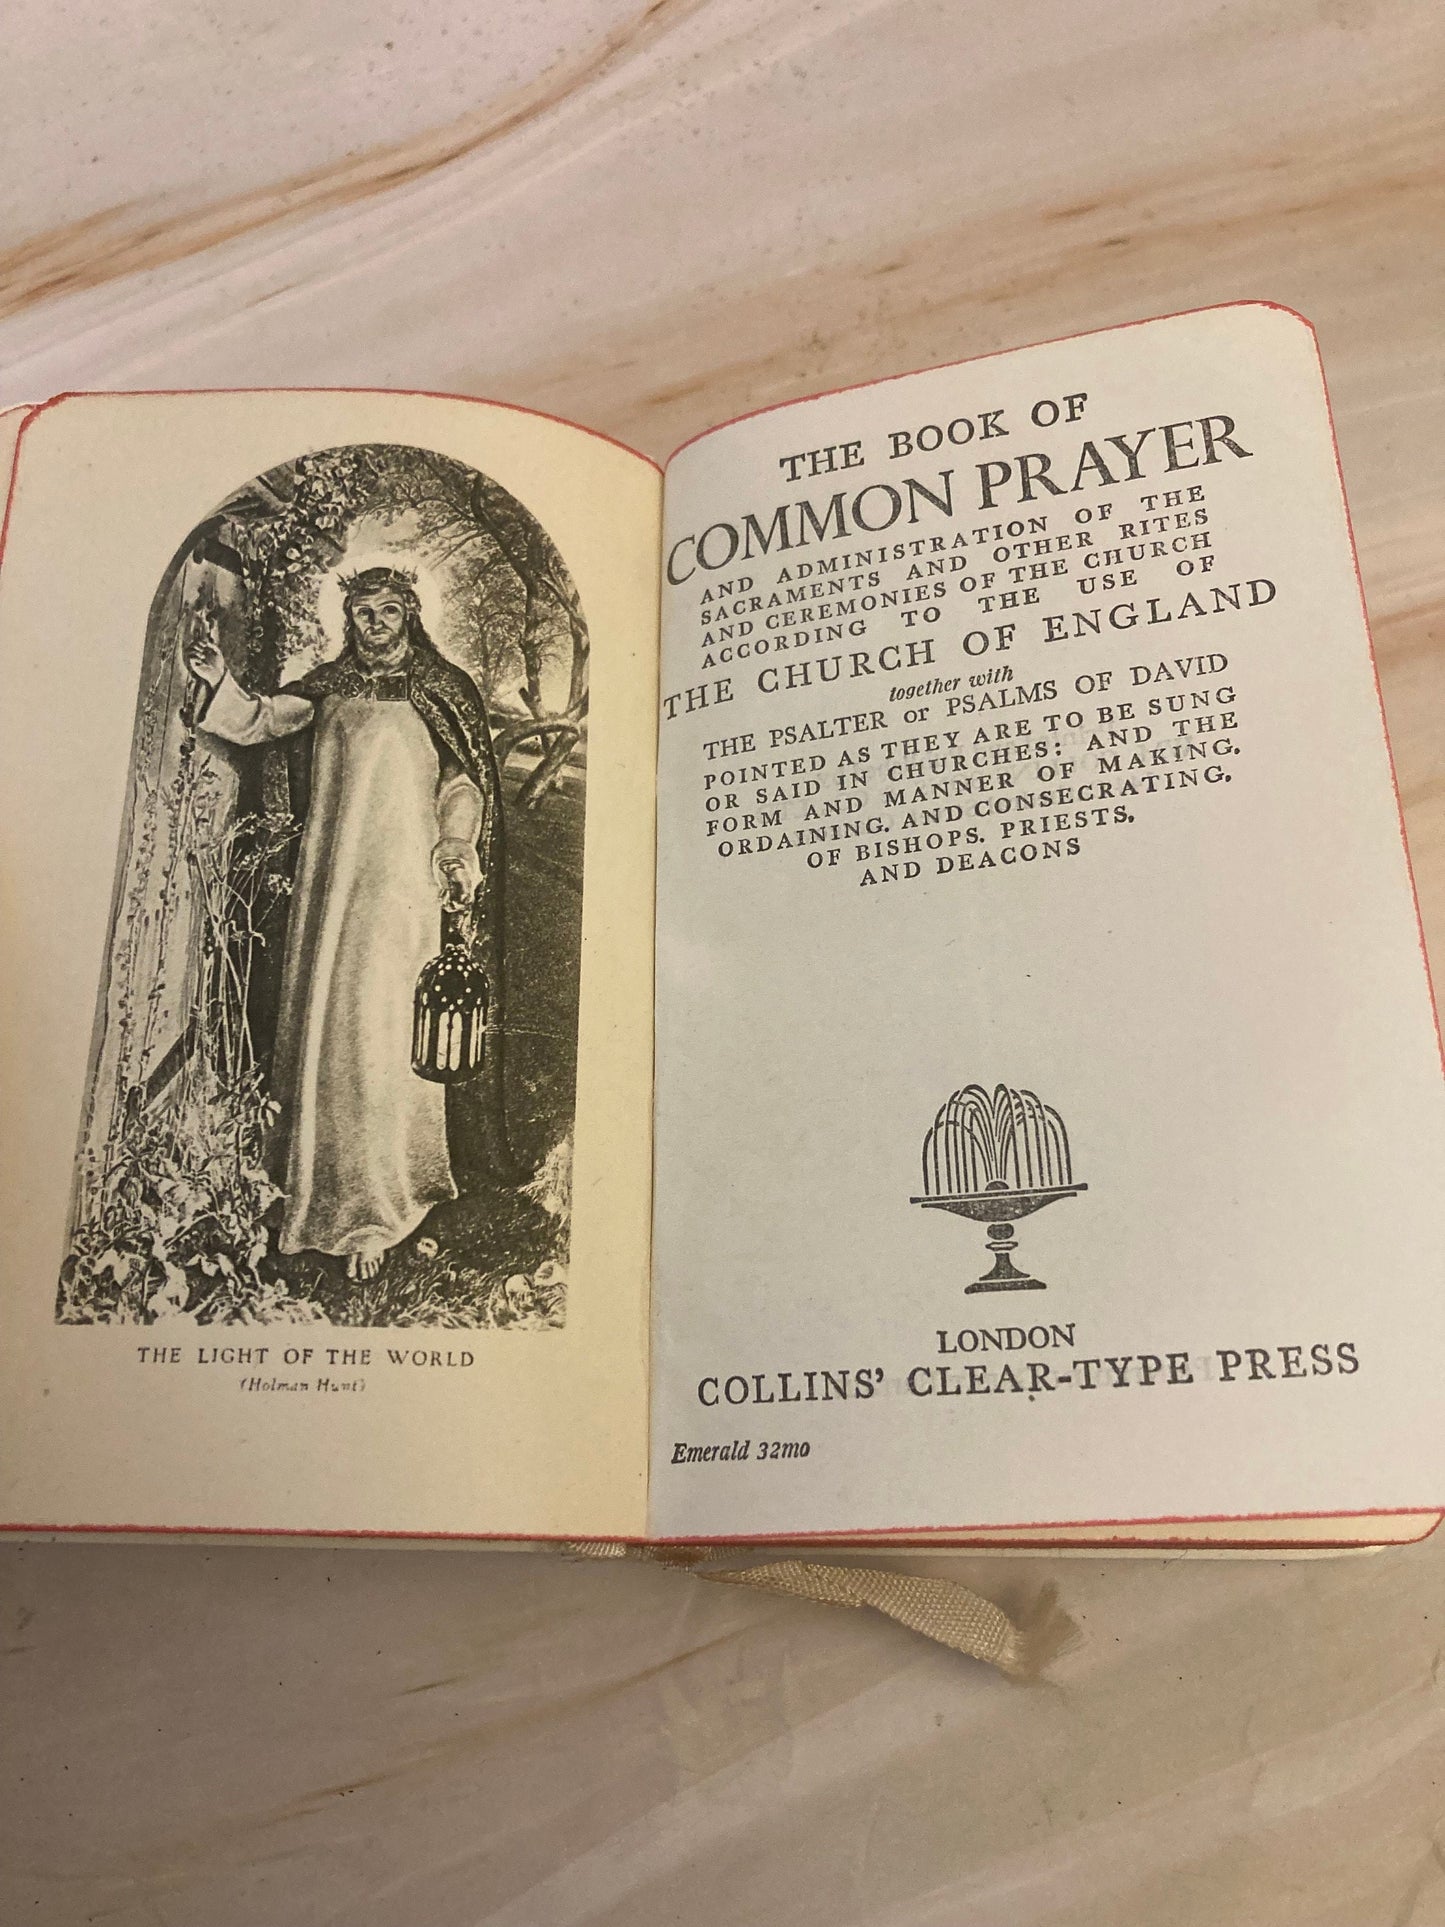 THE LIGHT OF THE WORLD
(Holman Hunt)
THE BOOK OF
COMMON PRAYER
AND ADMINISTRATION OF THE
SACRAMENTS AND OTHER RITES
AND CEREMONIES OF THE CHURCH
ACCORDING TO THE USE OF
THE CHURCH OF ENGLAND
together with
THE PSALTER or PSALMS OF DAVID
POINTED AS THEY ARE TO BE SUNG
OR SAID IN CHURCHES: AND THE
FORM AND MANNER OF MAKING,
ORDAINING, AND CONSECRATING,
OF BISHOPS, PRIESTS,
AND DEACONS
LONDON
COLLINS' CLEAR-TYPE PRESS
Emerald 32mo